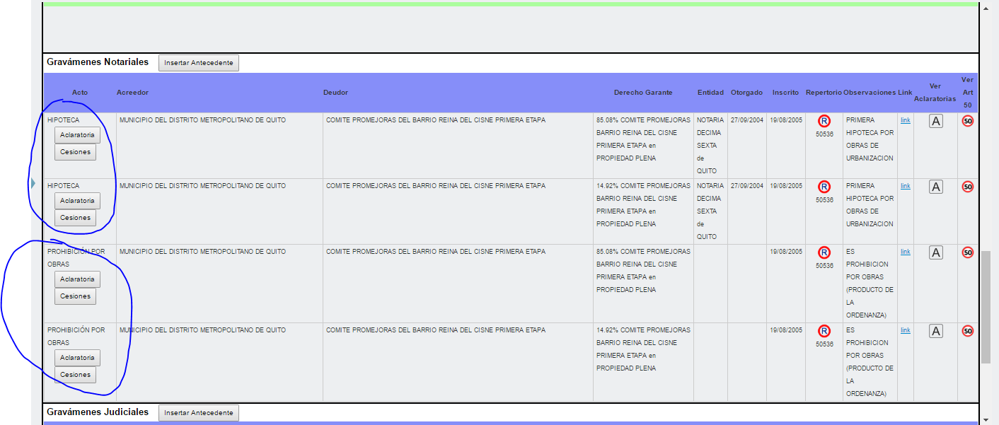 Gravámenes Notariales Insertar Antecedente
Acto Acreedor Deudor Derecho Garante Entidad Otorgado Inscrito Repertorio Observaciones Link Ver Aclaratorias Ver Art 50
HIPOTECA MUNICIPIO DEL DISTRITO METROPOLITANO DE QUITO COMITE PROMEJORAS DEL BARRIO REINA DEL CISNE PRIMERA ETAPA 85.08% COMITE PROMEJORAS NOTARIA 27/09/2004 19/08/2005 R PRIMERA link A 50
Aclaratoria BARRIO REINA DEL CISNE DECIMA 50536 HIPOTECA POR
Cesiones PRIMERA ETAPA en SEXTA OBRAS DE
PROPIEDAD PLENA de URBANIZACION
QUITO
HIPOTECA MUNICIPIO DEL DISTRITO METROPOLITANO DE QUITO COMITE PROMEJORAS DEL BARRIO REINA DEL CISNE PRIMERA ETAPA 14.92% COMITE PROMEJORAS NOTARIA 27/09/2004 19/08/2005 R PRIMERA link A 50
Aclaratoria BARRIO REINA DEL CISNE DECIMA 50536 HIPOTECA POR
Cesiones PRIMERA ETAPA en SEXTA OBRAS DE
PROPIEDAD PLENA de URBANIZACION
QUITO
PROHIBICIÓN POR MUNICIPIO DEL DISTRITO METROPOLITANO DE QUITO COMITE PROMEJORAS DEL BARRIO REINA DEL CISNE PRIMERA ETAPA 85.08% COMITE PROMEJORAS 19/08/2005 R ES link A 50
OBRAS BARRIO REINA DEL CISNE 50536 PROHIBICION
Aclaratoria PRIMERA ETAPA en POR OBRAS
Cesiones PROPIEDAD PLENA (PRODUCTO DE
LA
ORDENANZA)
PROHIBICIÓN POR MUNICIPIO DEL DISTRITO METROPOLITANO DE QUITO COMITE PROMEJORAS DEL BARRIO REINA DEL CISNE PRIMERA ETAPA 14.92% COMITE PROMEJORAS 19/08/2005 R ES link A 50
OBRAS BARRIO REINA DEL CISNE 50536 PROHIBICION
Aclaratoria PRIMERA ETAPA en POR OBRAS
Cesiones PROPIEDAD PLENA (PRODUCTO DE
LA
ORDENANZA)
Gravámenes Judiciales Insertar Antecedente